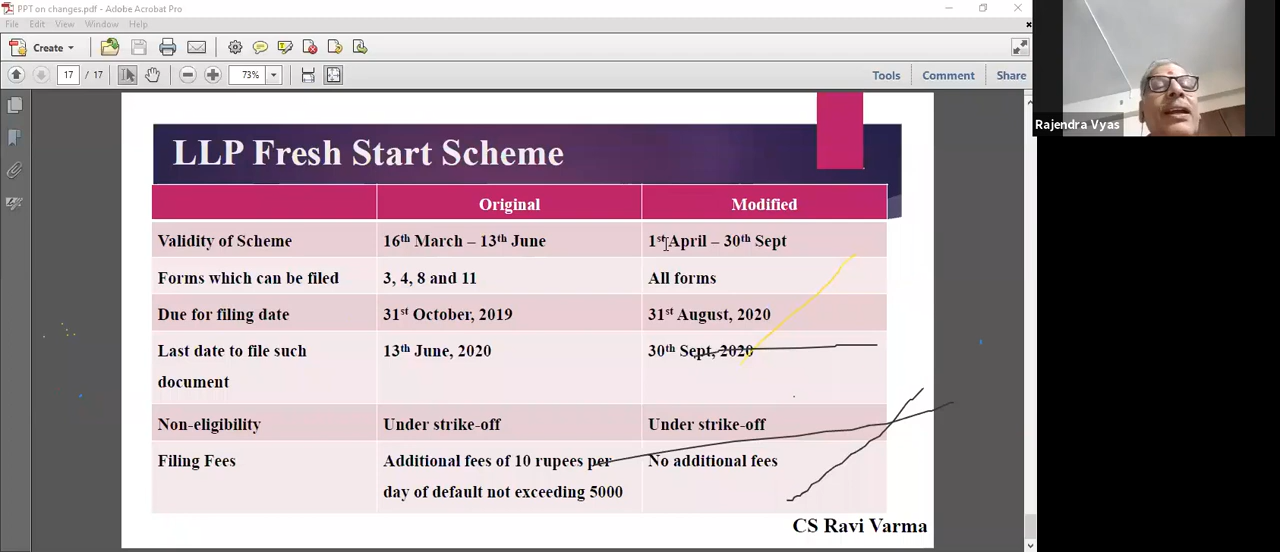 PPT on changes.pdf - Adobe Acrobat Pro
File Edit View Window Help
Create
17 / 17 73% Tools Comment Share
Rajendra Vyas
LLP Fresh Start Scheme
Original Modified
Validity of Scheme 16th March – 13th June 1st April – 30th Sept
Forms which can be filed 3, 4, 8 and 11 All forms
Due for filing date 31st October, 2019 31st August, 2020
Last date to file such 13th June, 2020 30th Sept, 2020
document
Non-eligibility Under strike-off Under strike-off
Filing Fees Additional fees of 10 rupees per No additional fees
day of default not exceeding 5000
CS Ravi Varma